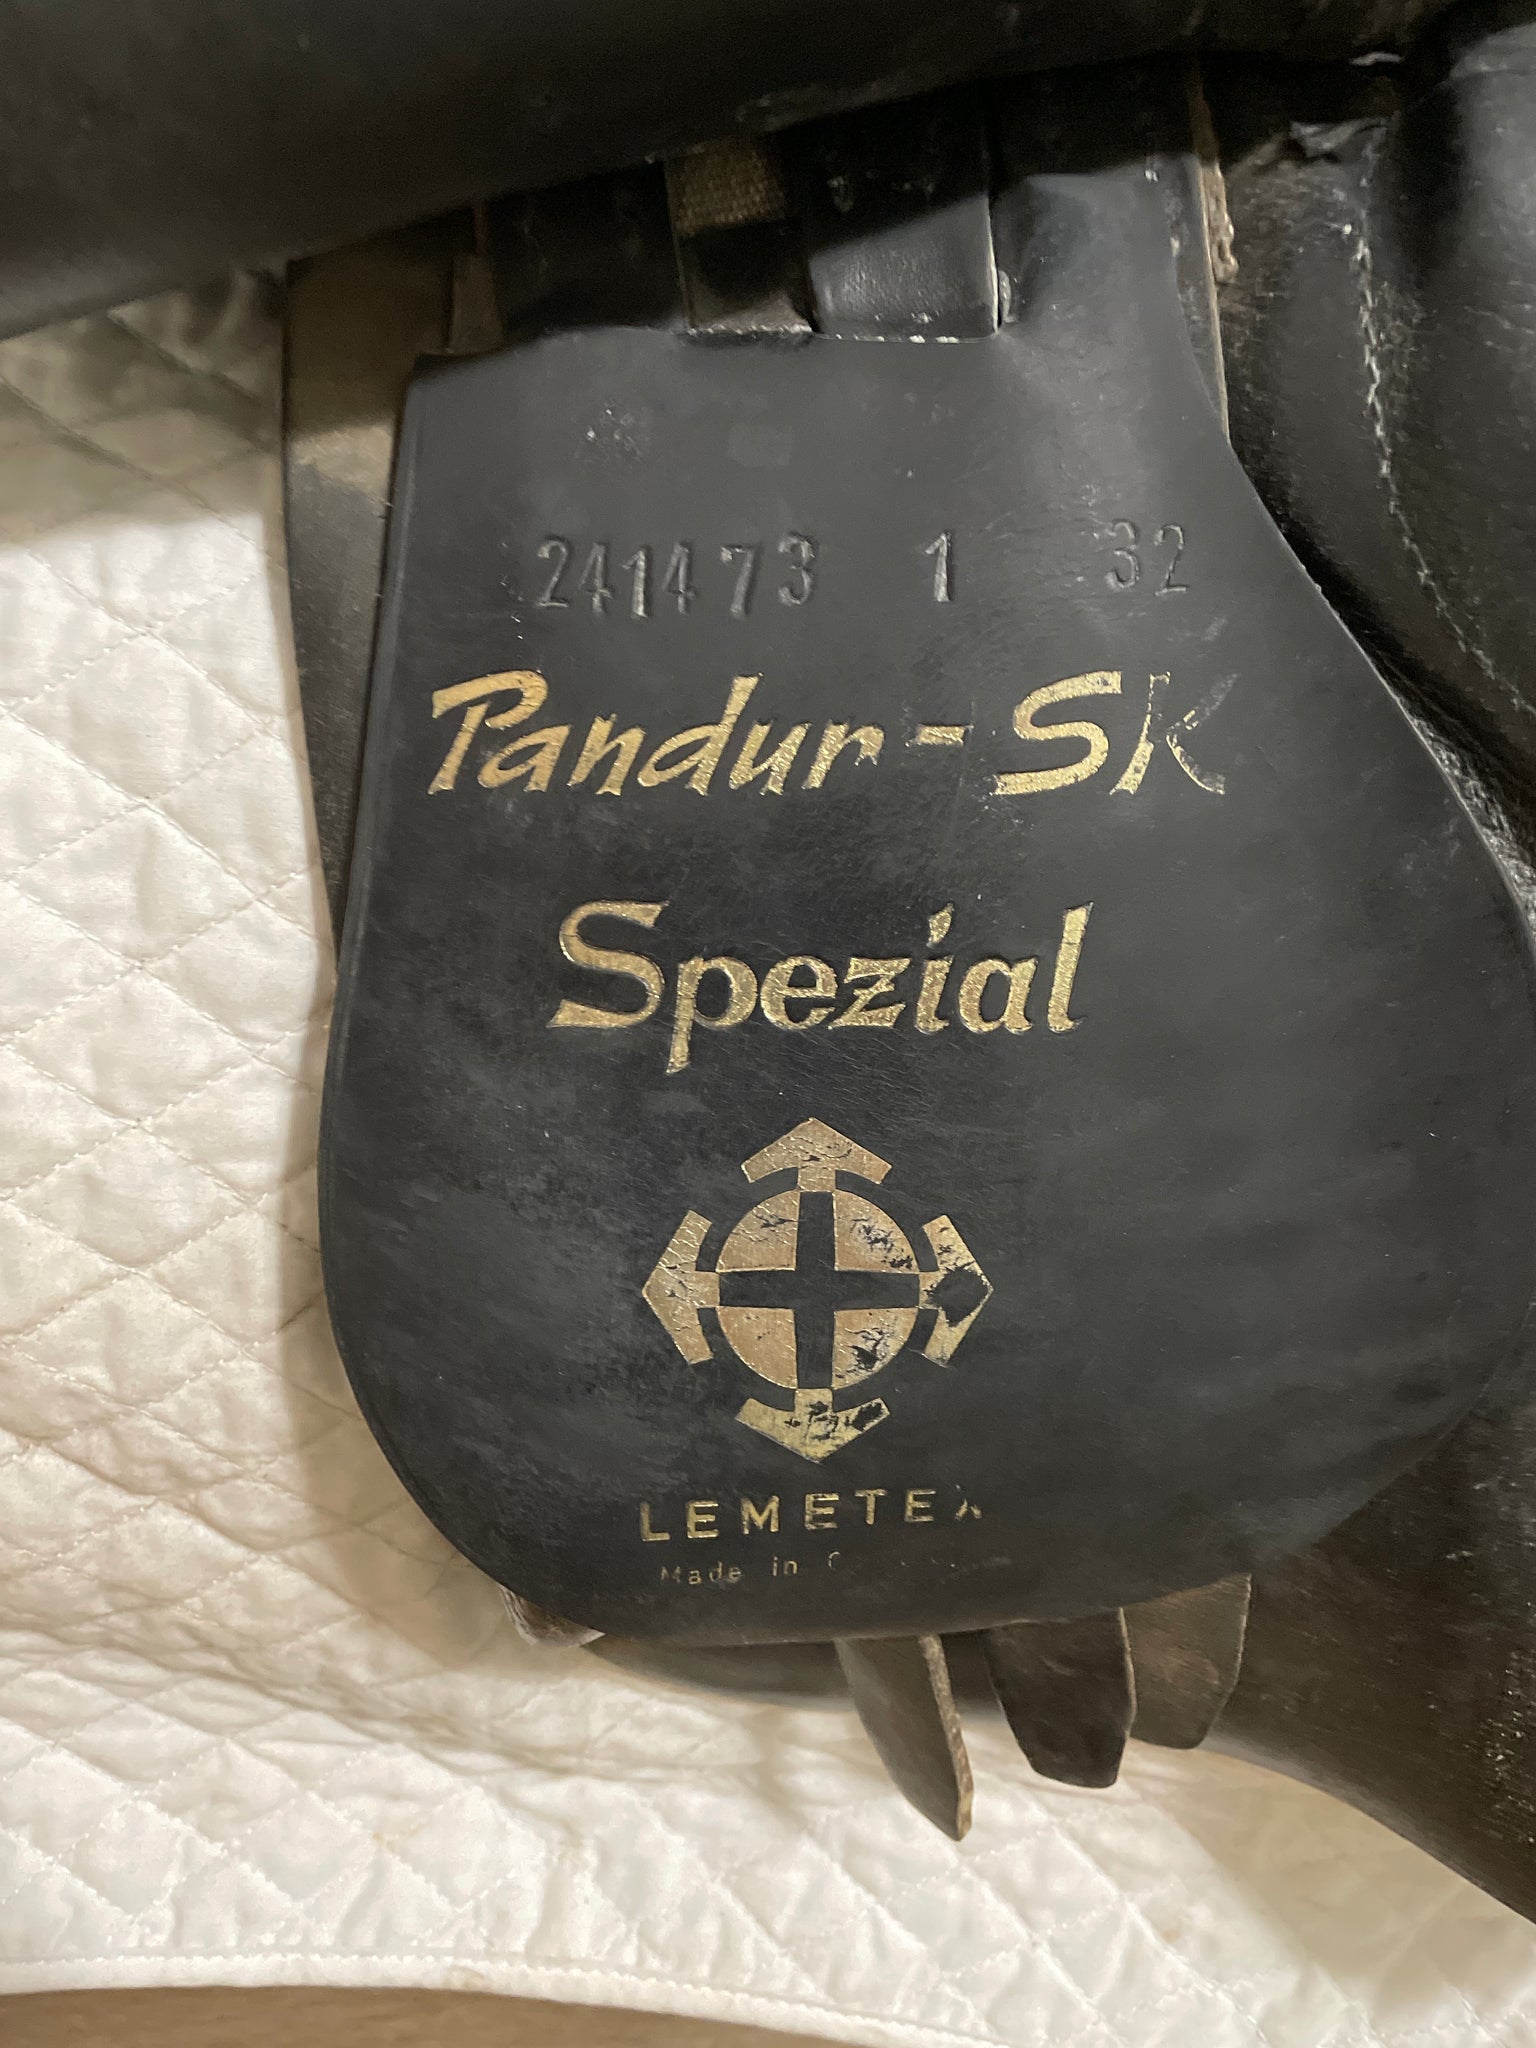 241473 1 32
Pandur-SK
Spezial
LEMETEX
Made in